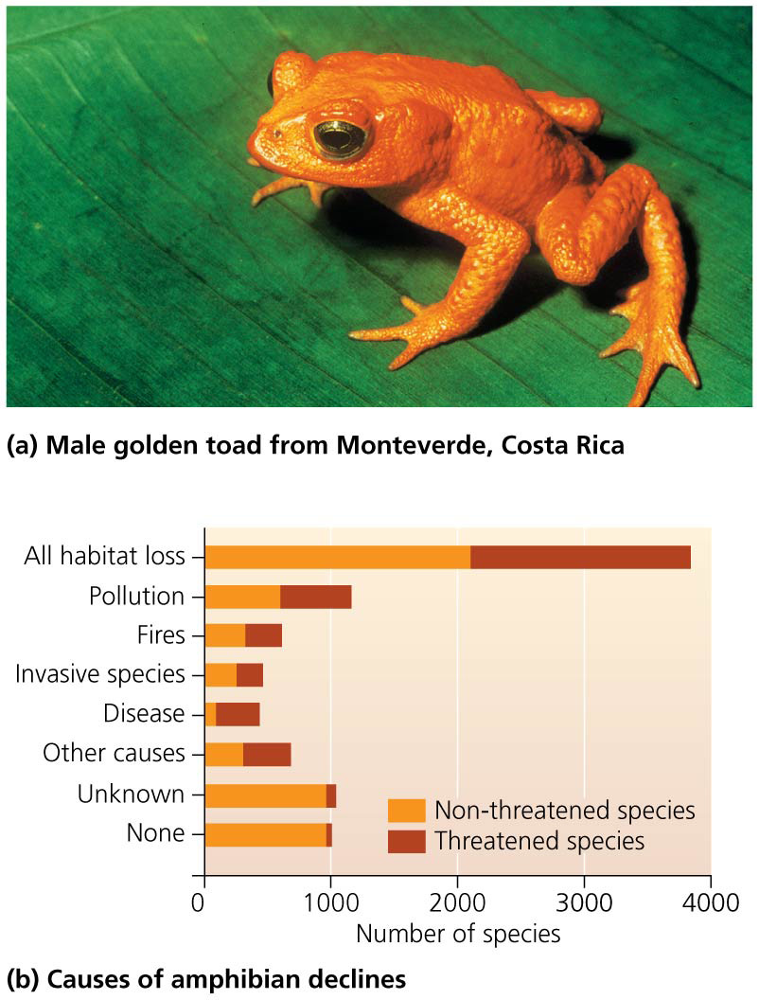 (a) Male golden toad from Monteverde, Costa Rica
All habitat loss
Pollution
Fires
Invasive species
Disease
Other causes
Unknown
None
Non-threatened species
Threatened species
0 1000 2000 3000 4000
Number of species
(b) Causes of amphibian declines